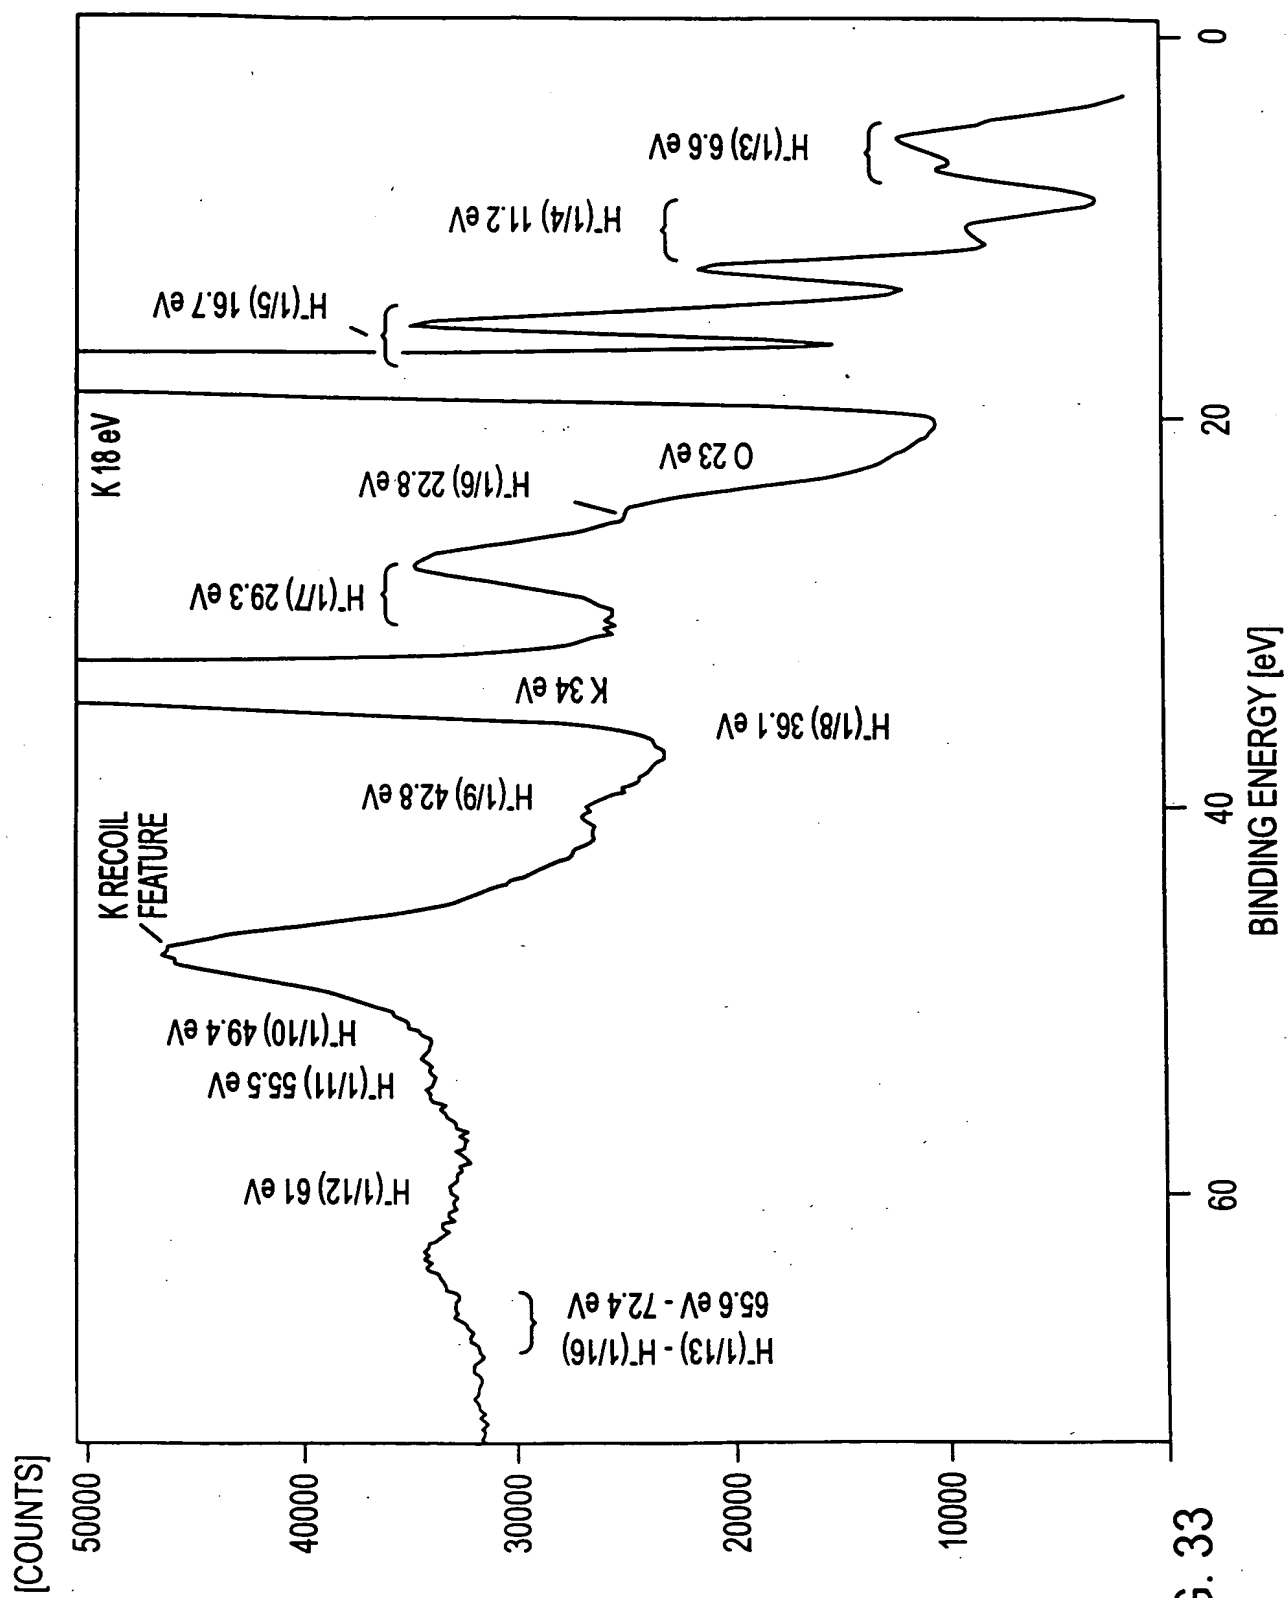 [COUNTS]
50000
40000
30000
20000
10000
60
40
20
0
BINDING ENERGY [eV]
H⁻(1/13) - H⁻(1/16)
65.6 eV - 72.4 eV
H⁻(1/12) 61 eV
H⁻(1/11) 55.5 eV
H⁻(1/10) 49.4 eV
K RECOIL
FEATURE
H⁻(1/9) 42.8 eV
H⁻(1/8) 36.1 eV
K 34 eV
H⁻(1/7) 29.3 eV
H⁻(1/6) 22.8 eV
O 23 eV
K 18 eV
H⁻(1/5) 16.7 eV
H⁻(1/4) 11.2 eV
H⁻(1/3) 6.6 eV
G. 33